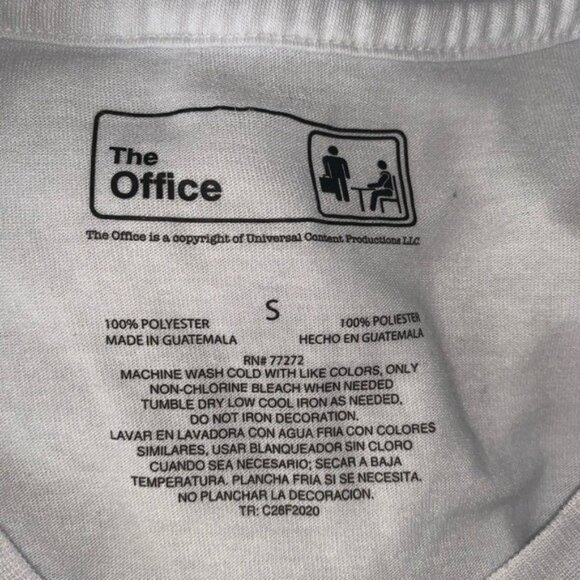 The
Office
The Office is a copyright of Universal Content Productions LLC
S
100% POLYESTER 100% POLIESTER
MADE IN GUATEMALA HECHO EN GUATEMALA
RN# 77272
MACHINE WASH COLD WITH LIKE COLORS, ONLY
NON-CHLORINE BLEACH WHEN NEEDED
TUMBLE DRY LOW COOL IRON AS NEEDED.
DO NOT IRON DECORATION.
LAVAR EN LAVADORA CON AGUA FRIA CON COLORES
SIMILARES, USAR BLANQUEADOR SIN CLORO
CUANDO SEA NECESARIO; SECAR A BAJA
TEMPERATURA. PLANCHA FRIA SI SE NECESITA.
NO PLANCHAR LA DECORACIÓN.
TR: C26F2020